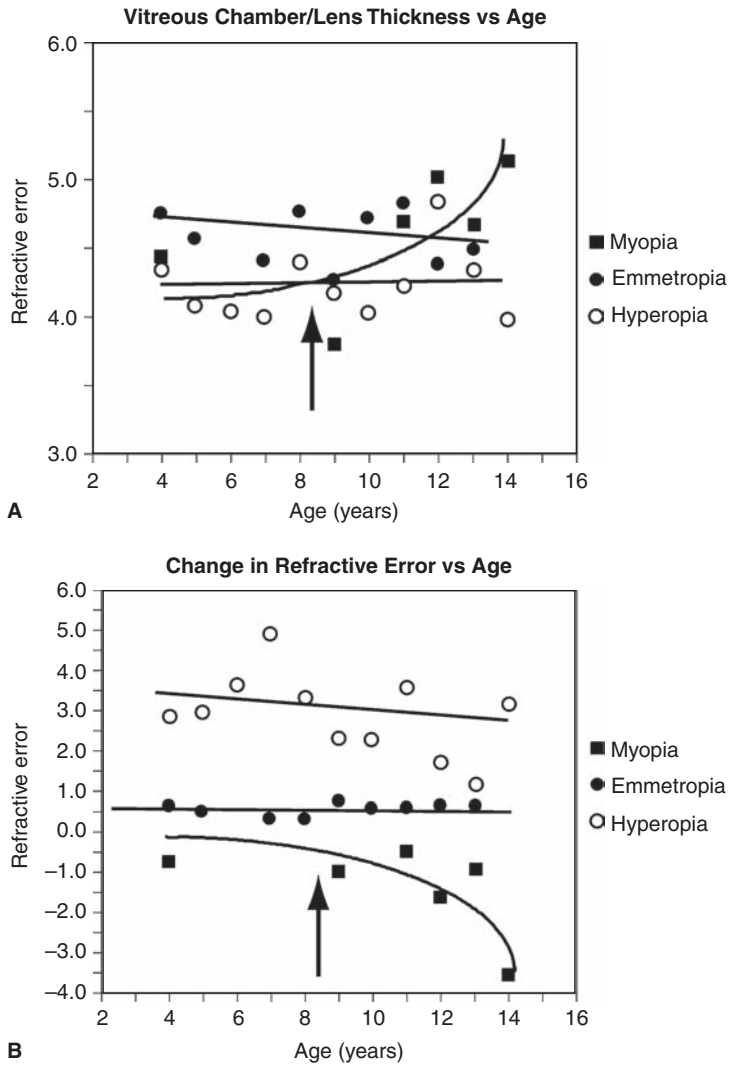 Vitreous Chamber/Lens Thickness vs Age
6.0
5.0
4.0
3.0
Refractive error
2 4 6 8 10 12 14 16
Age (years)
Myopia
Emmetropia
Hyperopia
A
Change in Refractive Error vs Age
6.0
5.0
4.0
3.0
2.0
1.0
0.0
–1.0
–2.0
–3.0
–4.0
Refractive error
2 4 6 8 10 12 14 16
Age (years)
Myopia
Emmetropia
Hyperopia
B